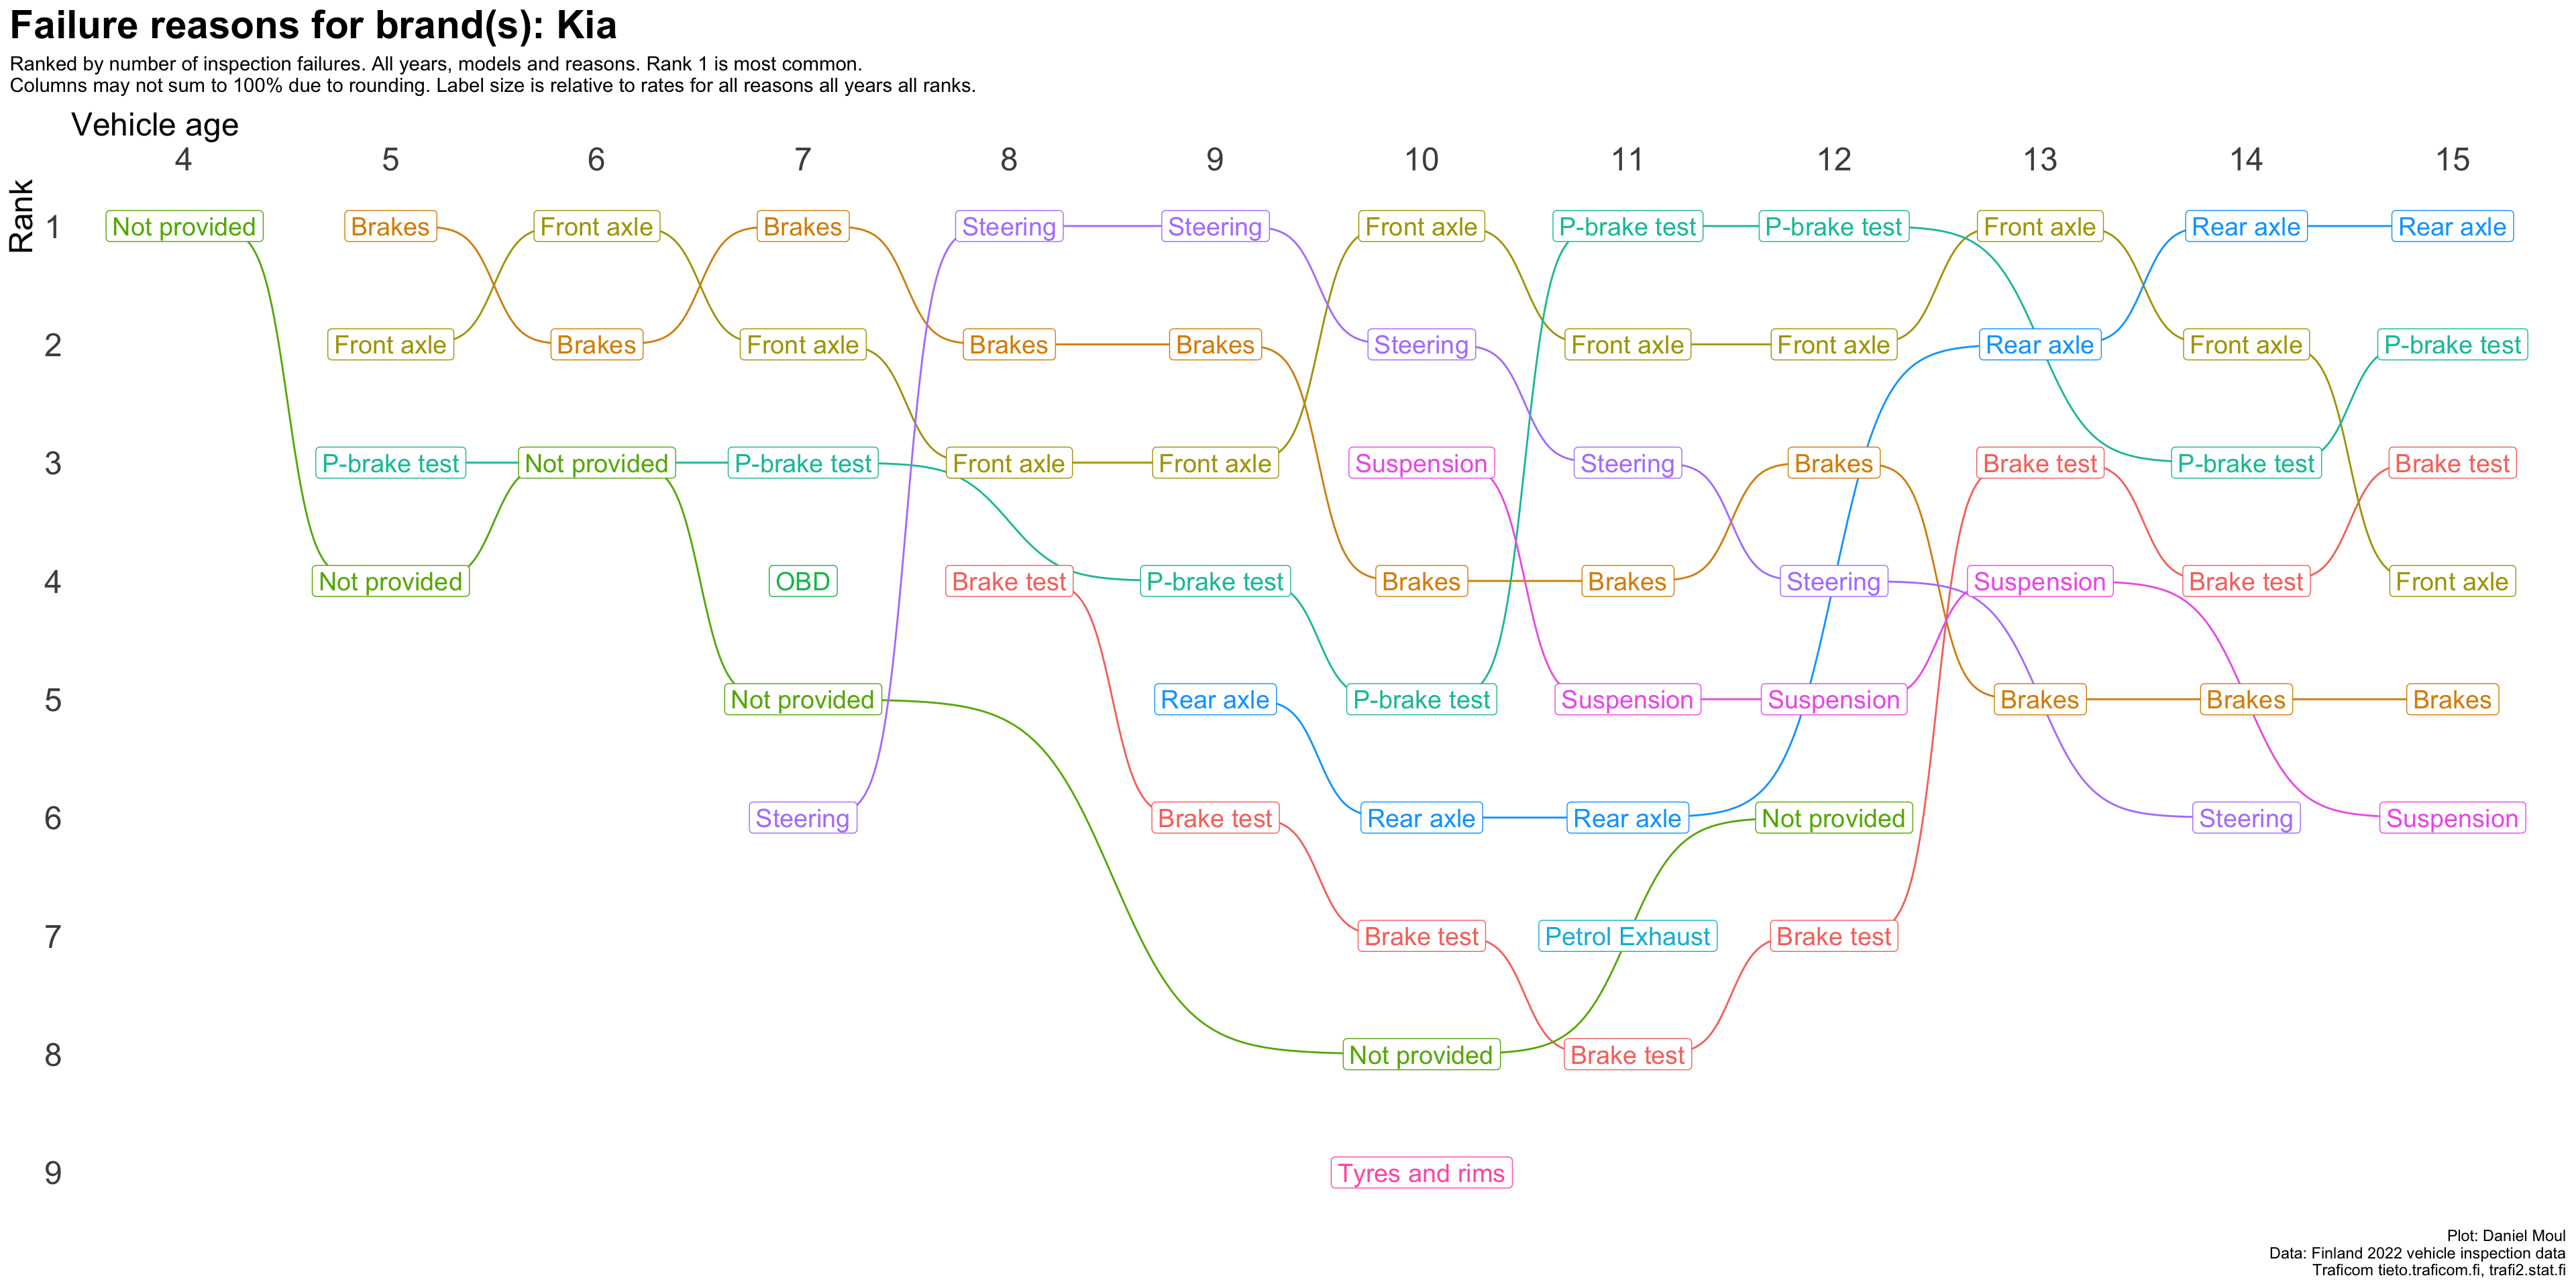 Failure reasons for brand(s): Kia
Ranked by number of inspection failures. All years, models and reasons. Rank 1 is most common.
Columns may not sum to 100% due to rounding. Label size is relative to rates for all reasons all years all ranks.
Vehicle age
4 5 6 7 8 9 10 11 12 13 14 15
Rank
1 Not provided Brakes Front axle Brakes Steering Steering Front axle P-brake test P-brake test Front axle Rear axle Rear axle
2 Front axle Brakes Front axle Brakes Brakes Steering Front axle Front axle Rear axle Front axle P-brake test
3 P-brake test Not provided P-brake test Front axle Front axle Suspension Steering Brakes Brake test P-brake test Brake test
4 Not provided OBD Brake test P-brake test Brakes Brakes Steering Suspension Brake test Front axle
5 Not provided Rear axle P-brake test Suspension Suspension Brakes Brakes Brakes
6 Steering Brake test Rear axle Rear axle Not provided Steering Suspension
7 Brake test Petrol Exhaust Brake test
8 Not provided Brake test
9 Tyres and rims
Plot: Daniel Moul
Data: Finland 2022 vehicle inspection data
Traficom tieto.traficom.fi, trafi2.stat.fi